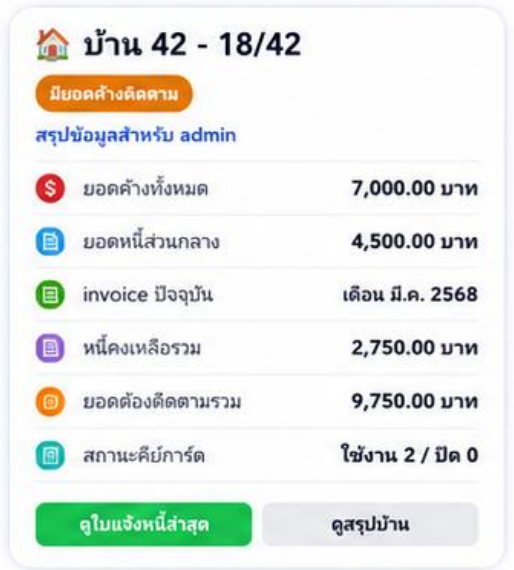 บ้าน 42 - 18/42
มียอดค้างติดตาม
สรุปข้อมูลสำหรับ admin
$ ยอดค้างทั้งหมด 7,000.00 บาท
ยอดหนี้ส่วนกลาง 4,500.00 บาท
invoice ปัจจุบัน เดือน มี.ค. 2568
หนี้คงเหลือรวม 2,750.00 บาท
ยอดต้องติดตามรวม 9,750.00 บาท
สถานะคีย์การ์ด ใช้งาน 2 / ปิด 0
ดูใบแจ้งหนี้ล่าสุด ดูสรุปบ้าน